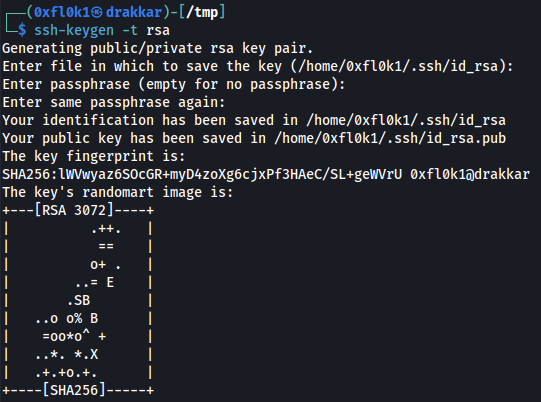 ┌──(0xfl0k1㉿drakkar)-[/tmp]
└─$ ssh-keygen -t rsa
Generating public/private rsa key pair.
Enter file in which to save the key (/home/0xfl0k1/.ssh/id_rsa):
Enter passphrase (empty for no passphrase):
Enter same passphrase again:
Your identification has been saved in /home/0xfl0k1/.ssh/id_rsa
Your public key has been saved in /home/0xfl0k1/.ssh/id_rsa.pub
The key fingerprint is:
SHA256:lWVwyaz6SOcGR+myD4zoXg6cjxPf3HAeC/SL+geWVrU 0xfl0k1@drakkar
The key's randomart image is:
+---[RSA 3072]----+
|          .++.   |
|           ==    |
|          o+ .   |
|        ..= E    |
|       .SB       |
|   ..o o% B      |
|    =oo*o^ +     |
|   ..*. *.X      |
|   .+.+o.+.      |
+----[SHA256]-----+